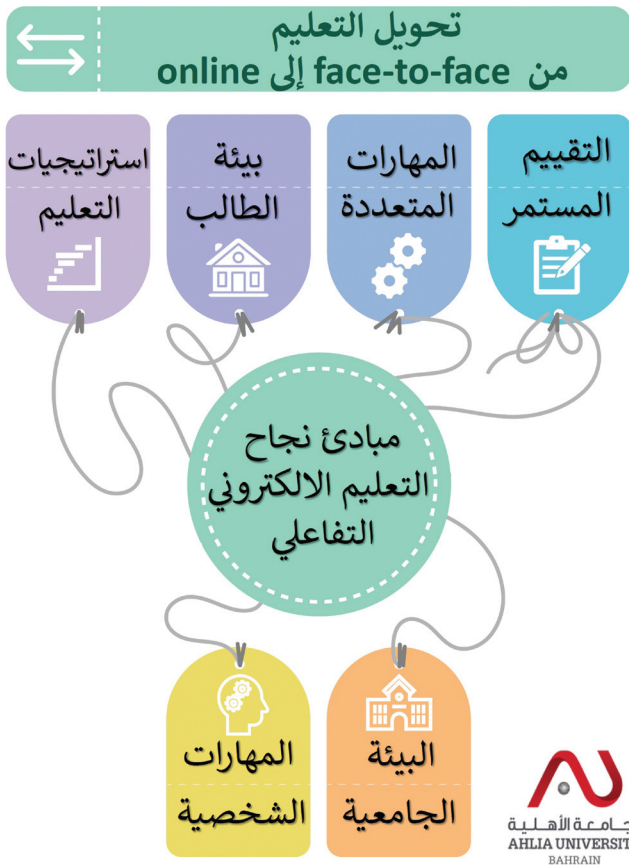 تحويل التعليم
من face-to-face إلى online
التقييم
المستمر
المهارات
المتعددة
بيئة
الطالب
استراتيجيات
التعليم
مبادئ نجاح
التعليم الالكتروني
التفاعلي
البيئة
الجامعية
المهارات
الشخصية
جامعة الأهلية
AHLIA UNIVERSIT
BAHRAIN